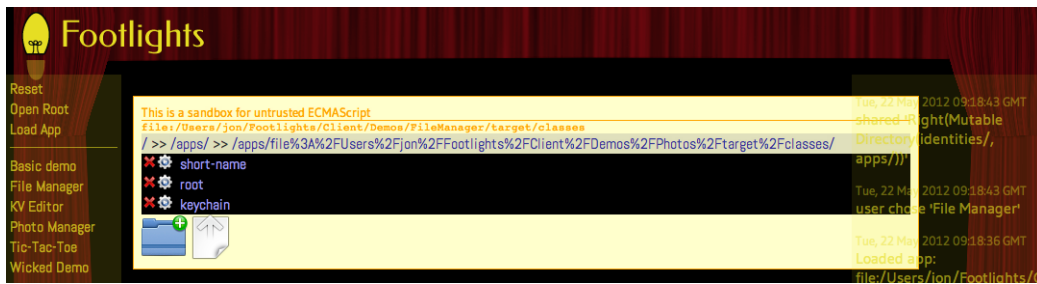 Footlights
Reset
Open Root
Load App
Basic demo
File Manager
KV Editor
Photo Manager
Tic-Tac-Toe
Wicked Demo
This is a sandbox for untrusted ECMAScript
file:/Users/jon/Footlights/Client/Demos/FileManager/target/classes
/ >> /apps/ >> /apps/file%3A%2FUsers%2Fjon%2FFootlights%2FClient%2FDemos%2FPhotos%2Ftarget%2Fclasses/
short-name
root
keychain
Tue, 22 May 2012 09:18:43 GMT
shared 'Right(Mutable
Directory identities/,
apps/))'
Tue, 22 May 2012 09:18:43 GMT
user chose 'File Manager'
Tue, 22 May 2012 09:18:36 GMT
Loaded app:
file:/Users/jon/Footlights/